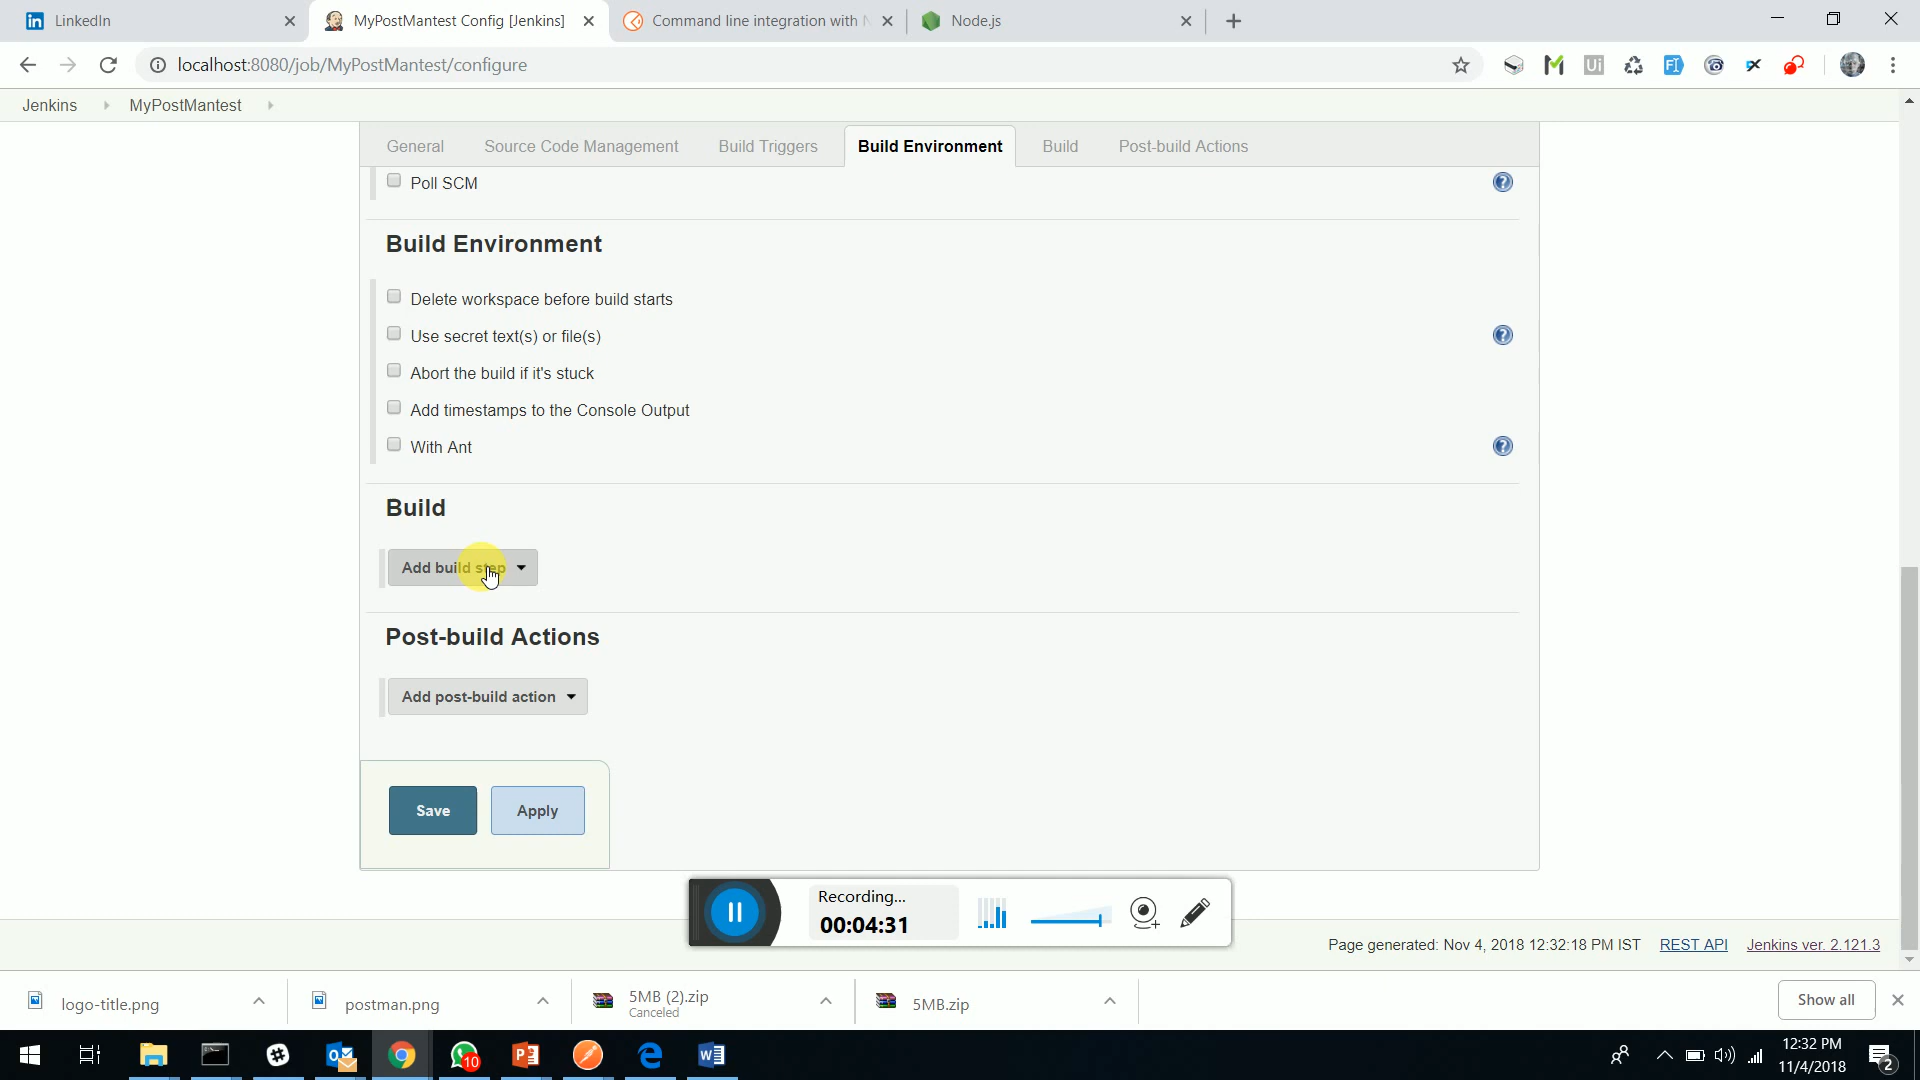 LinkedIn
MyPostMantest Config [Jenkins]
Command line integration with N
Node.js
localhost:8080/job/MyPostMantest/configure
Jenkins
MyPostMantest
General
Source Code Management
Build Triggers
Build Environment
Build
Post-build Actions
Poll SCM
Build Environment
Delete workspace before build starts
Use secret text(s) or file(s)
Abort the build if it's stuck
Add timestamps to the Console Output
With Ant
Build
Add build step
Post-build Actions
Add post-build action
Save
Apply
Recording...
00:04:31
Page generated: Nov 4, 2018 12:32:18 PM IST
REST API
Jenkins ver. 2.121.3
logo-title.png
postman.png
5MB (2).zip
Canceled
5MB.zip
Show all
10
12:32 PM
11/4/2018
2